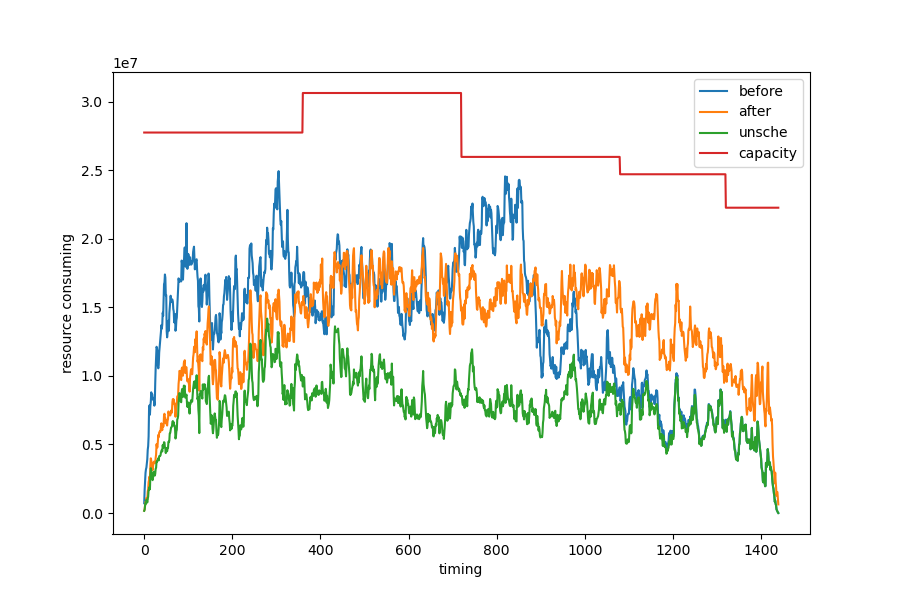 1e7
before
after
unsche
capacity
3.0
2.5
2.0
1.5
1.0
0.5
0.0
resource consuming
0 200 400 600 800 1000 1200 1400
timing